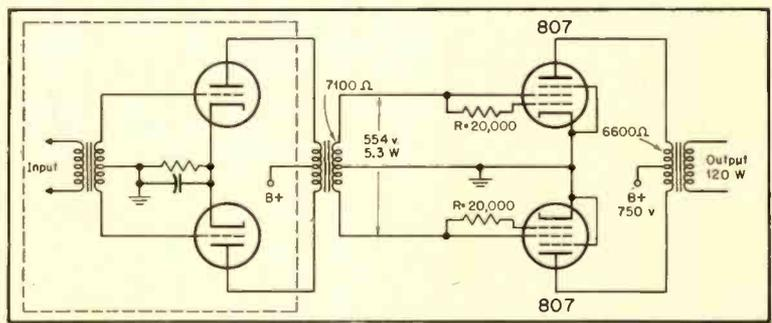 807
7100 Ω
R=20,000
554 v.
5.3 W
6600Ω
Input
B+
Output
120 W
B+
750 v
R=20,000
807